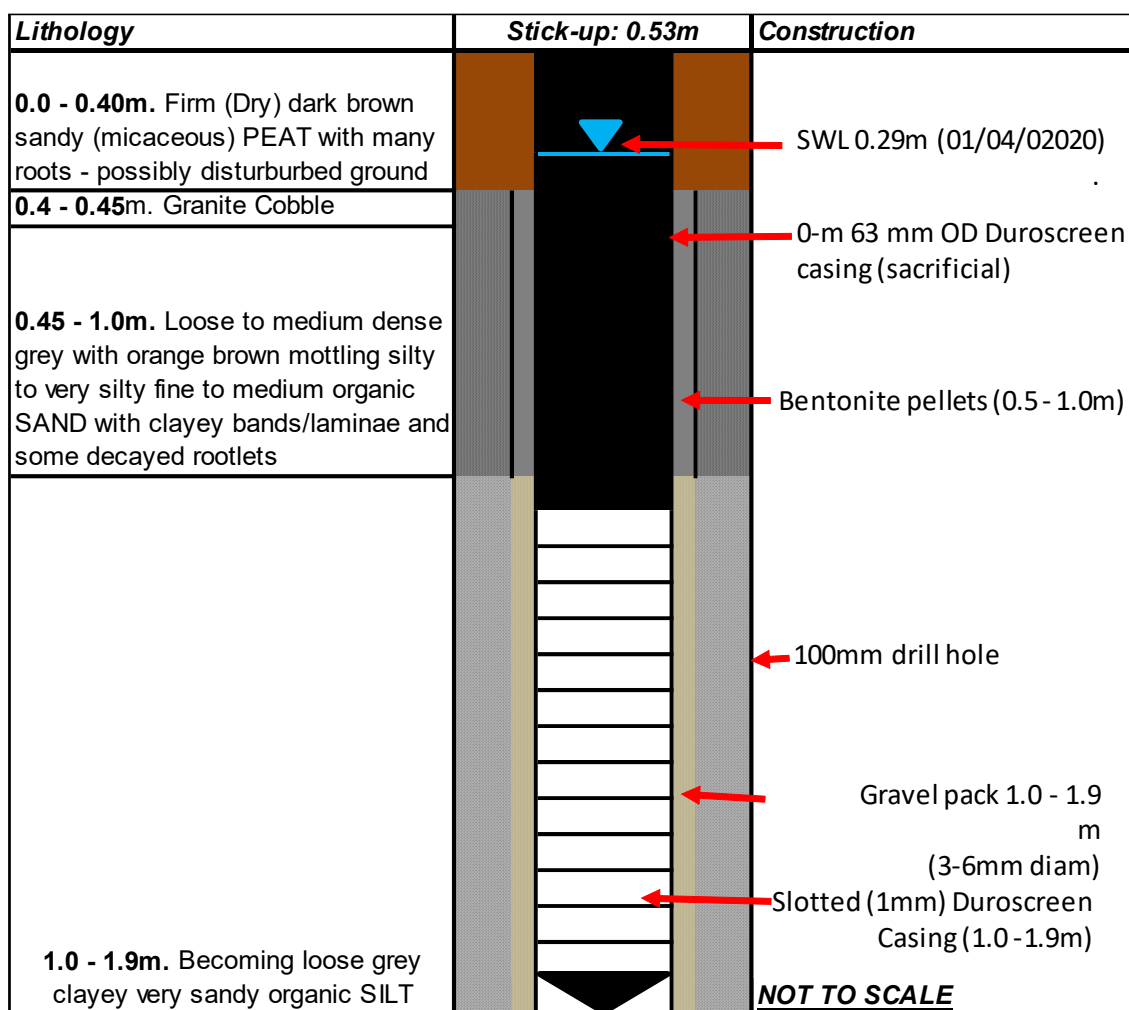 Lithology
Stick-up: 0.53m
Construction
0.0 - 0.40m. Firm (Dry) dark brown
sandy (micaceous) PEAT with many
roots - possibly disturburbed ground
0.4 - 0.45m. Granite Cobble
0.45 - 1.0m. Loose to medium dense
grey with orange brown mottling silty
to very silty fine to medium organic
SAND with clayey bands/laminae and
some decayed rootlets
1.0 - 1.9m. Becoming loose grey
clayey very sandy organic SILT
SWL 0.29m (01/04/02020)
.
0-m 63 mm OD Duroscreen
casing (sacrificial)
Bentonite pellets (0.5 - 1.0m)
100mm drill hole
Gravel pack 1.0 - 1.9
m
(3-6mm diam)
Slotted (1mm) Duroscreen
Casing (1.0 -1.9m)
NOT TO SCALE